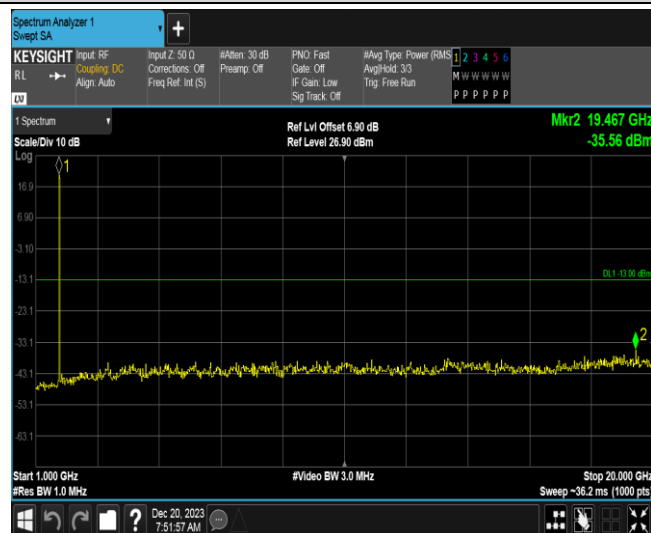 Spectrum Analyzer 1
Swept SA
+
KEYSIGHT Input: RF Input Z: 50 Ω #Atten: 30 dB PNO: Fast #Avg Type: Power (RMS 1 2 3 4 5 6
RL Coupling: DC Corrections: Off Preamp: Off Gate: Off Avg|Hold: 3/3 M W W W W W
Align: Auto Freq Ref: Int (S) IF Gain: Low Trig: Free Run
Sig Track: Off P P P P P P
LXI
1 Spectrum Ref Lvl Offset 6.90 dB Mkr2 19.467 GHz
Scale/Div 10 dB Ref Level 26.90 dBm -35.56 dBm
Log
1
16.9
6.90
-3.10
-13.1 DL1 -13.00 dBm
-23.1
-33.1 2
-43.1
-53.1
-63.1
Start 1.000 GHz #Video BW 3.0 MHz Stop 20.000 GHz
#Res BW 1.0 MHz Sweep ~36.2 ms (1000 pts)
? Dec 20, 2023
7:51:57 AM